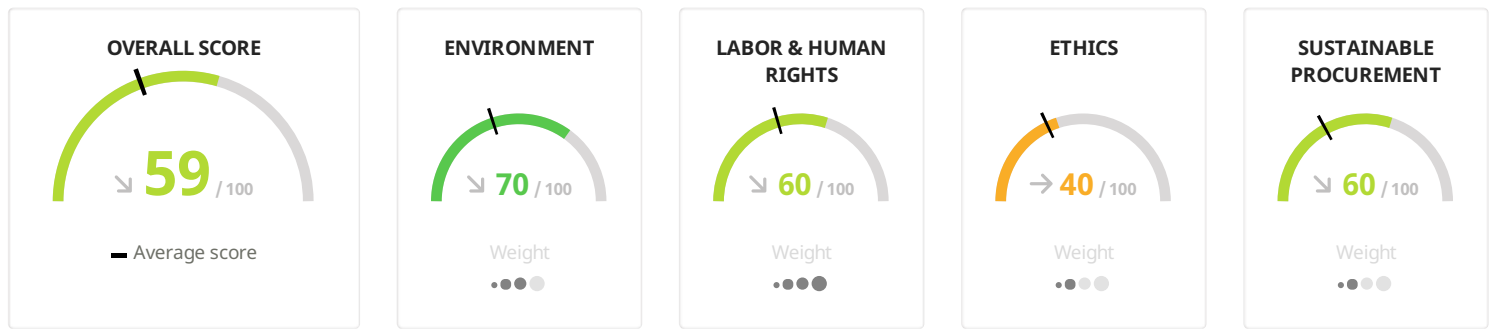 OVERALL SCORE
59 / 100
Average score
ENVIRONMENT
70 / 100
Weight
LABOR & HUMAN
RIGHTS
60 / 100
Weight
ETHICS
40 / 100
Weight
SUSTAINABLE
PROCUREMENT
60 / 100
Weight